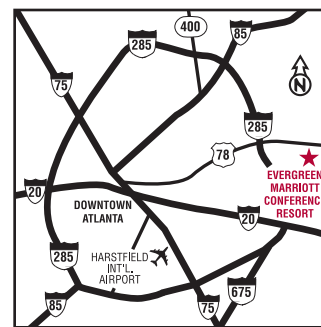 400
85
285
75
N
285
78
EVERGREEN
MARRIOTT
CONFERENCE
RESORT
20
DOWNTOWN
ATLANTA
20
285
HARSTFIELD
INT'L.
AIRPORT
85
75
675